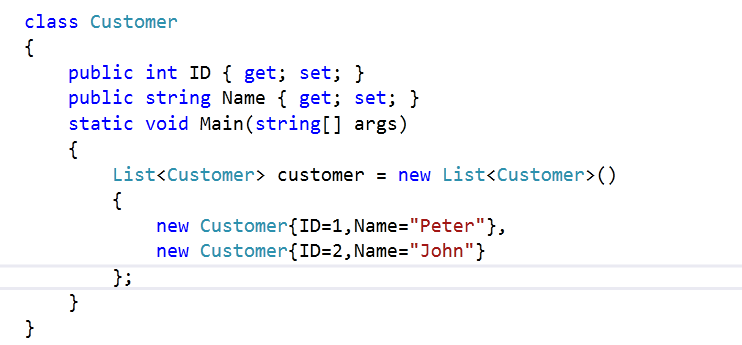 class Customer
{
    public int ID { get; set; }
    public string Name { get; set; }
    static void Main(string[] args)
    {
        List<Customer> customer = new List<Customer>()
        {
            new Customer{ID=1,Name="Peter"},
            new Customer{ID=2,Name="John"}
        };
    }
}